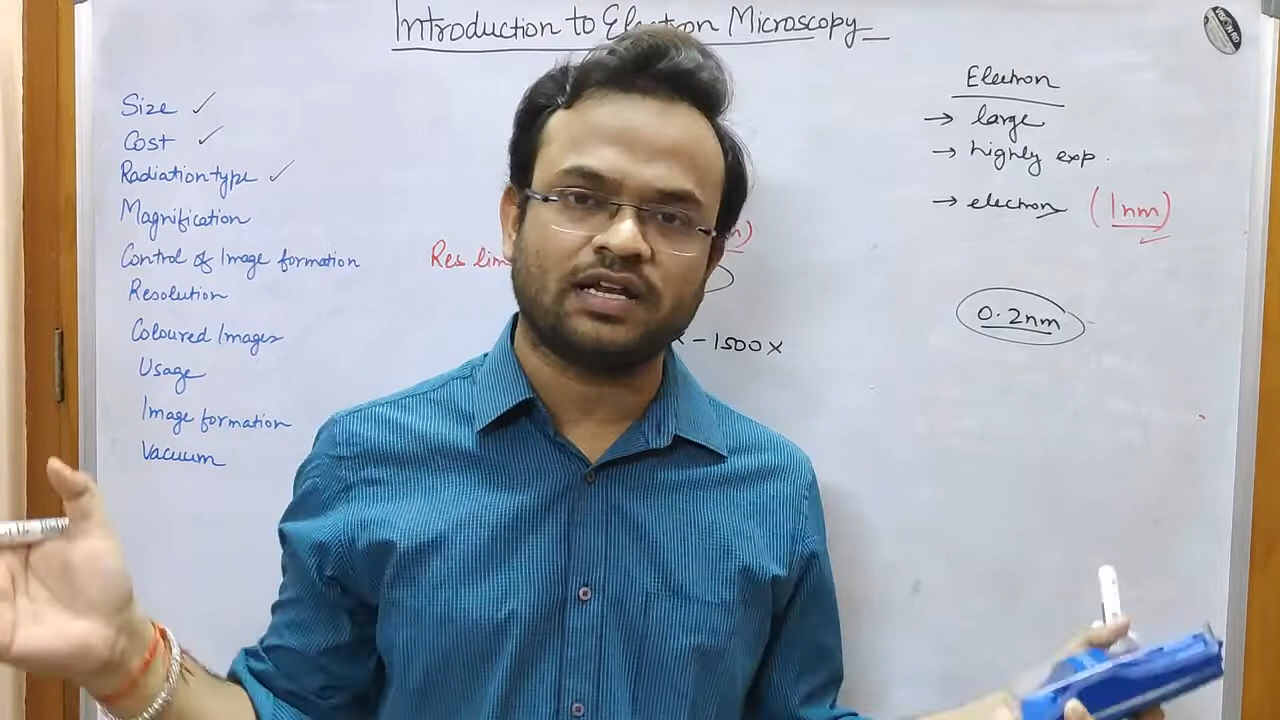 Introduction to Electron Microscopy
Size ✓
Cost ✓
Radiation type ✓
Magnification
Control of Image formation
Resolution
Coloured Images
Usage
Image formation
Vacuum
Res lim
- 1500 X
Electron
→ large
→ highly exp.
→ electron (1nm)
0.2nm